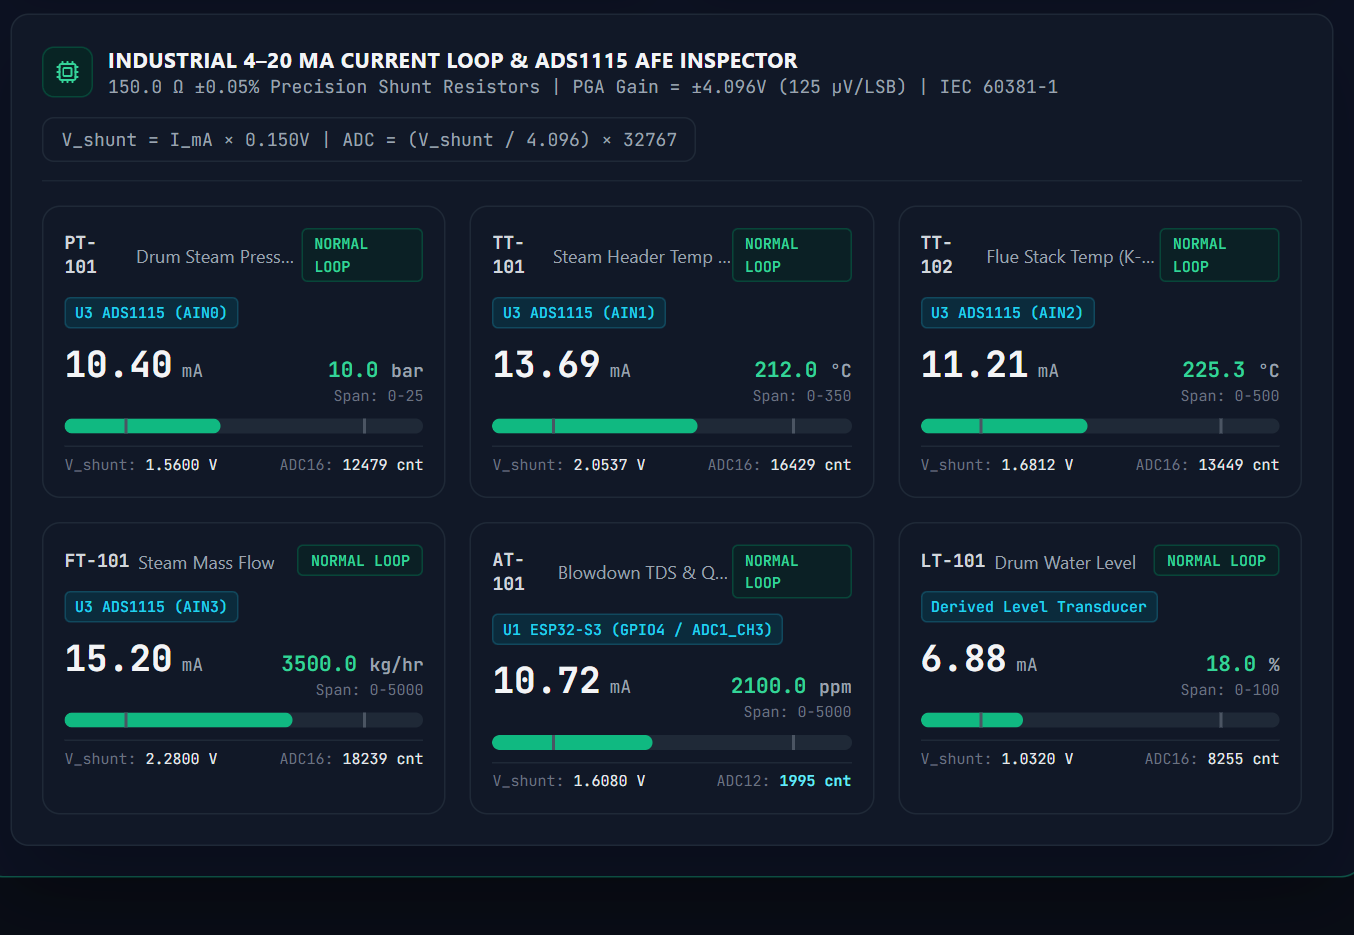 INDUSTRIAL 4–20 MA CURRENT LOOP & ADS1115 AFE INSPECTOR
150.0 Ω ±0.05% Precision Shunt Resistors | PGA Gain = ±4.096V (125 µV/LSB) | IEC 60381-1
V_shunt = I_mA × 0.150V | ADC = (V_shunt / 4.096) × 32767
PT-
101
Drum Steam Press...
NORMAL
LOOP
U3 ADS1115 (AIN0)
10.40 mA
10.0 bar
Span: 0-25
V_shunt: 1.5600 V
ADC16: 12479 cnt
TT-
101
Steam Header Temp ...
NORMAL
LOOP
U3 ADS1115 (AIN1)
13.69 mA
212.0 °C
Span: 0-350
V_shunt: 2.0537 V
ADC16: 16429 cnt
TT-
102
Flue Stack Temp (K-...
NORMAL
LOOP
U3 ADS1115 (AIN2)
11.21 mA
225.3 °C
Span: 0-500
V_shunt: 1.6812 V
ADC16: 13449 cnt
FT-101 Steam Mass Flow
NORMAL LOOP
U3 ADS1115 (AIN3)
15.20 mA
3500.0 kg/hr
Span: 0-5000
V_shunt: 2.2800 V
ADC16: 18239 cnt
AT-
101
Blowdown TDS & Q...
NORMAL
LOOP
U1 ESP32-S3 (GPIO4 / ADC1_CH3)
10.72 mA
2100.0 ppm
Span: 0-5000
V_shunt: 1.6080 V
ADC12: 1995 cnt
LT-101 Drum Water Level
NORMAL LOOP
Derived Level Transducer
6.88 mA
18.0 %
Span: 0-100
V_shunt: 1.0320 V
ADC16: 8255 cnt